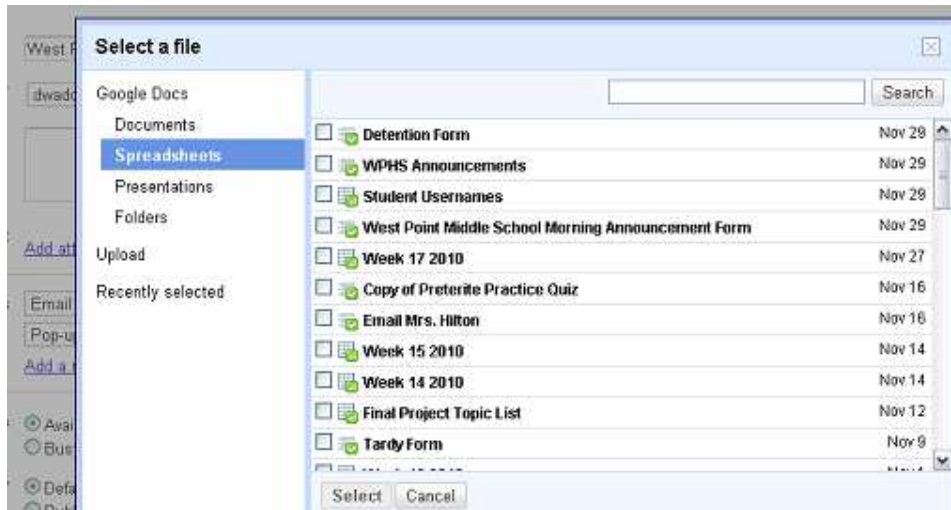 West
Select a file
dwadd
Google Docs
Documents
Spreadsheets
Presentations
Folders
Upload
Recently selected
Search
Detention Form Nov 29
WPHS Announcements Nov 29
Student Usernames Nov 29
West Point Middle School Morning Announcement Form Nov 29
Week 17 2010 Nov 27
Copy of Preterite Practice Quiz Nov 16
Email Mrs. Hilton Nov 16
Week 15 2010 Nov 14
Week 14 2010 Nov 14
Final Project Topic List Nov 12
Tardy Form Nov 9
Add att
Email
Pop-u
Add a
Avai
Bus
Defa
Select Cancel